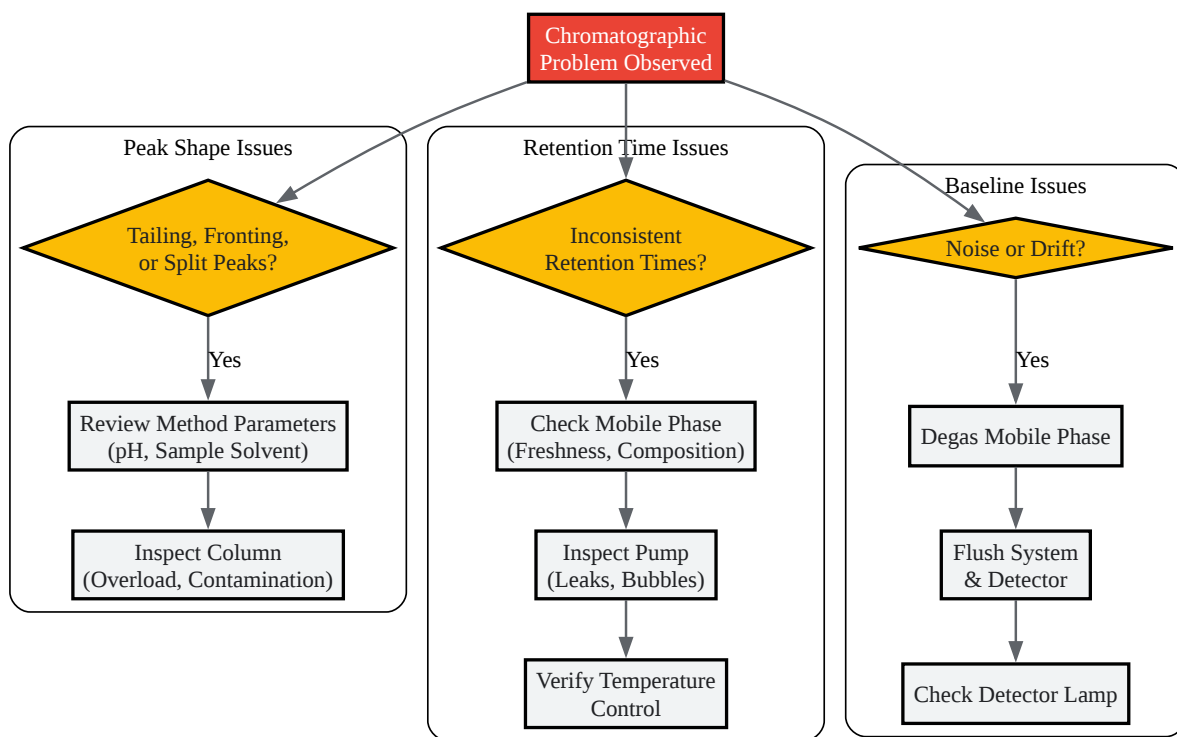 Chromatographic
Problem Observed
Peak Shape Issues
Tailing, Fronting,
or Split Peaks?
Yes
Review Method Parameters
(pH, Sample Solvent)
Inspect Column
(Overload, Contamination)
Retention Time Issues
Inconsistent
Retention Times?
Yes
Check Mobile Phase
(Freshness, Composition)
Inspect Pump
(Leaks, Bubbles)
Verify Temperature
Control
Baseline Issues
Noise or Drift?
Yes
Degas Mobile Phase
Flush System
& Detector
Check Detector Lamp